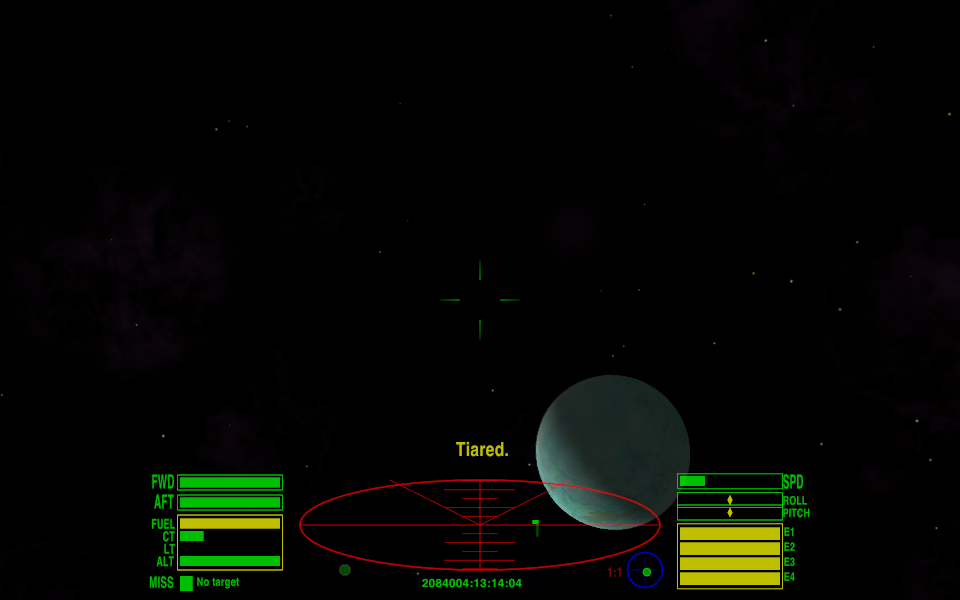 Tiared.
FWD
AFT
FUEL
CT
LT
ALT
MISS No target
2084004:13:14:04
1:1
SPD
ROLL
PITCH
E1
E2
E3
E4